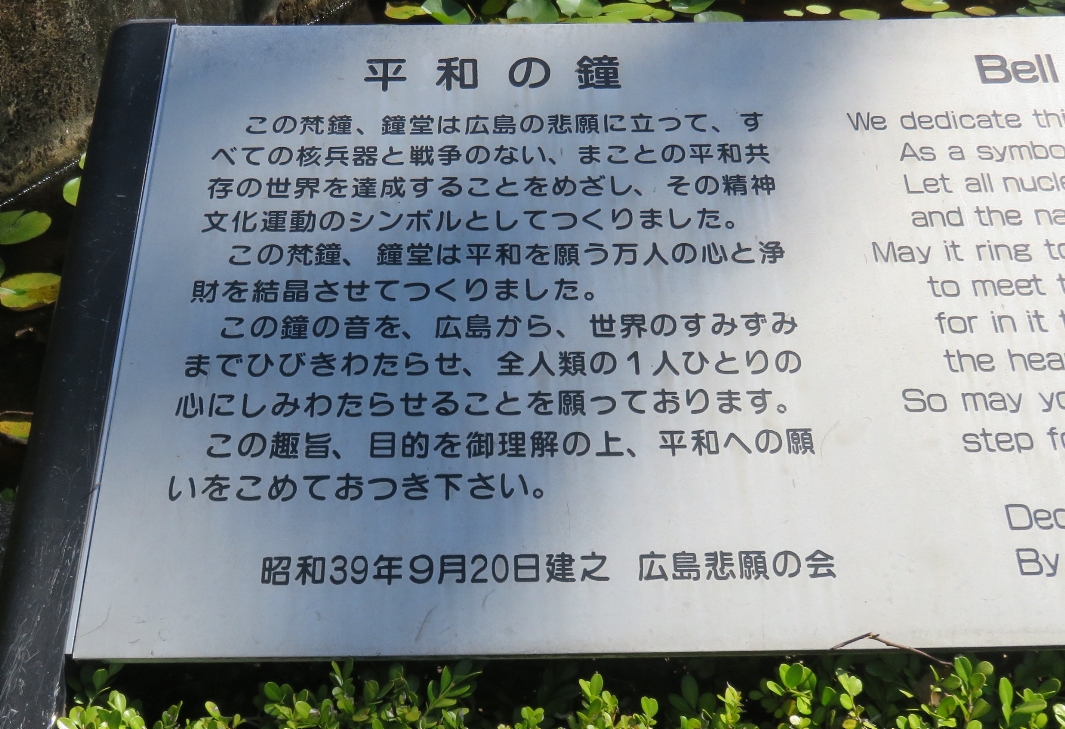 平和の鐘
この梵鐘、鐘堂は広島の悲願に立って、す
べての核兵器と戦争のない、まことの平和共
存の世界を達成することをめざし、その精神
文化運動のシンボルとしてつくりました。
この梵鐘、鐘堂は平和を願う万人の心と浄
財を結晶させてつくりました。
この鐘の音を、広島から、世界のすみずみ
までひびきわたらせ、全人類の1人ひとりの
心にしみわたらせることを願っております。
この趣旨、目的を御理解の上、平和への願
いをこめておつき下さい。
昭和39年9月20日建之 広島悲願の会
Bell
We dedicate
As a
Let all
and the
May it ring
to meet
for in it
the
So may
step
By